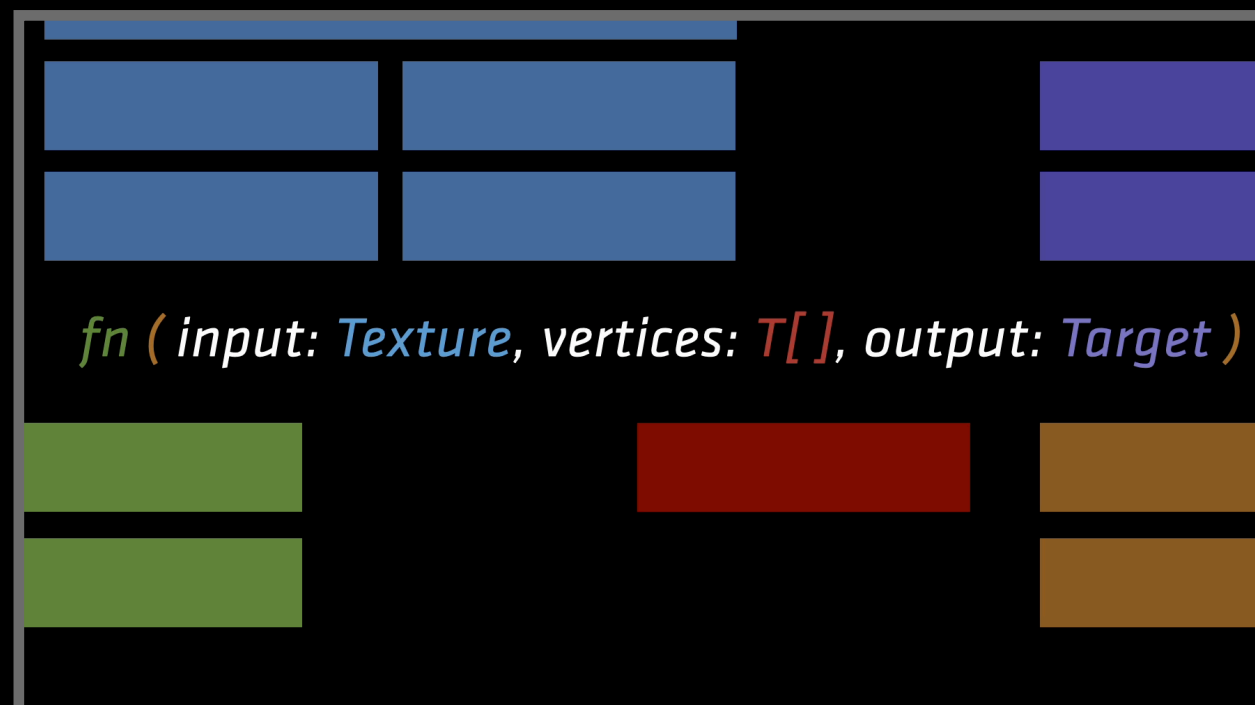 fn ( input: Texture, vertices: T[ ], output: Target )